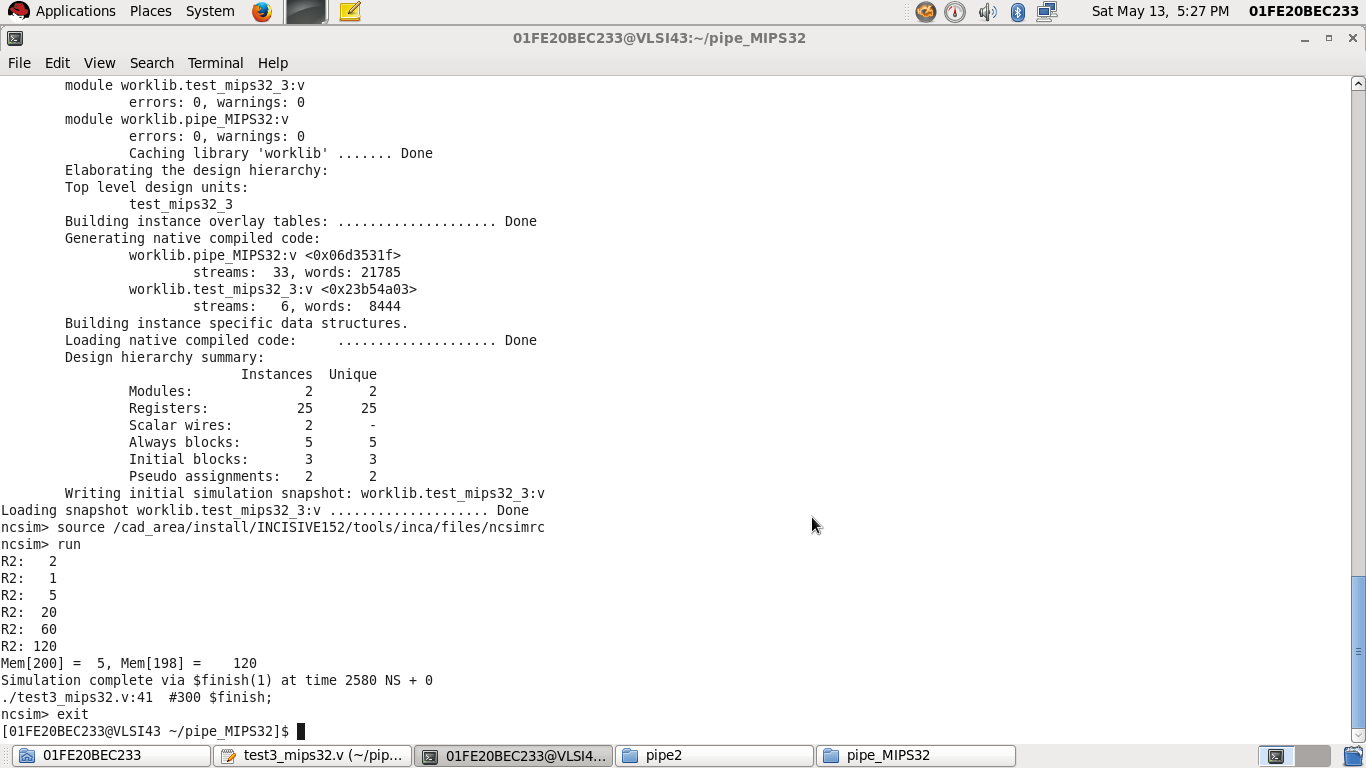 Applications Places System Sat May 13, 5:27 PM 01FE20BEC233
01FE20BEC233@VLSI43:~/pipe_MIPS32
File Edit View Search Terminal Help
module worklib.test_mips32_3:v
errors: 0, warnings: 0
module worklib.pipe_MIPS32:v
errors: 0, warnings: 0
Caching library 'worklib' ....... Done
Elaborating the design hierarchy:
Top level design units:
test_mips32_3
Building instance overlay tables: .................... Done
Generating native compiled code:
worklib.pipe_MIPS32:v <0x06d3531f>
streams:  33, words: 21785
worklib.test_mips32_3:v <0x23b54a03>
streams:   6, words:  8444
Building instance specific data structures.
Loading native compiled code:     .................... Done
Design hierarchy summary:
Instances  Unique
Modules:              2       2
Registers:           25      25
Scalar wires:         2       -
Always blocks:        5       5
Initial blocks:       3       3
Pseudo assignments:   2       2
Writing initial simulation snapshot: worklib.test_mips32_3:v
Loading snapshot worklib.test_mips32_3:v .................... Done
ncsim> source /cad_area/install/INCISIVE152/tools/inca/files/ncsimrc
ncsim> run
R2:   2
R2:   1
R2:   5
R2:  20
R2:  60
R2: 120
Mem[200] =  5, Mem[198] =    120
Simulation complete via $finish(1) at time 2580 NS + 0
./test3_mips32.v:41  #300 $finish;
ncsim> exit
[01FE20BEC233@VLSI43 ~/pipe_MIPS32]$
01FE20BEC233 test3_mips32.v (~/pip... 01FE20BEC233@VLSI4... pipe2 pipe_MIPS32